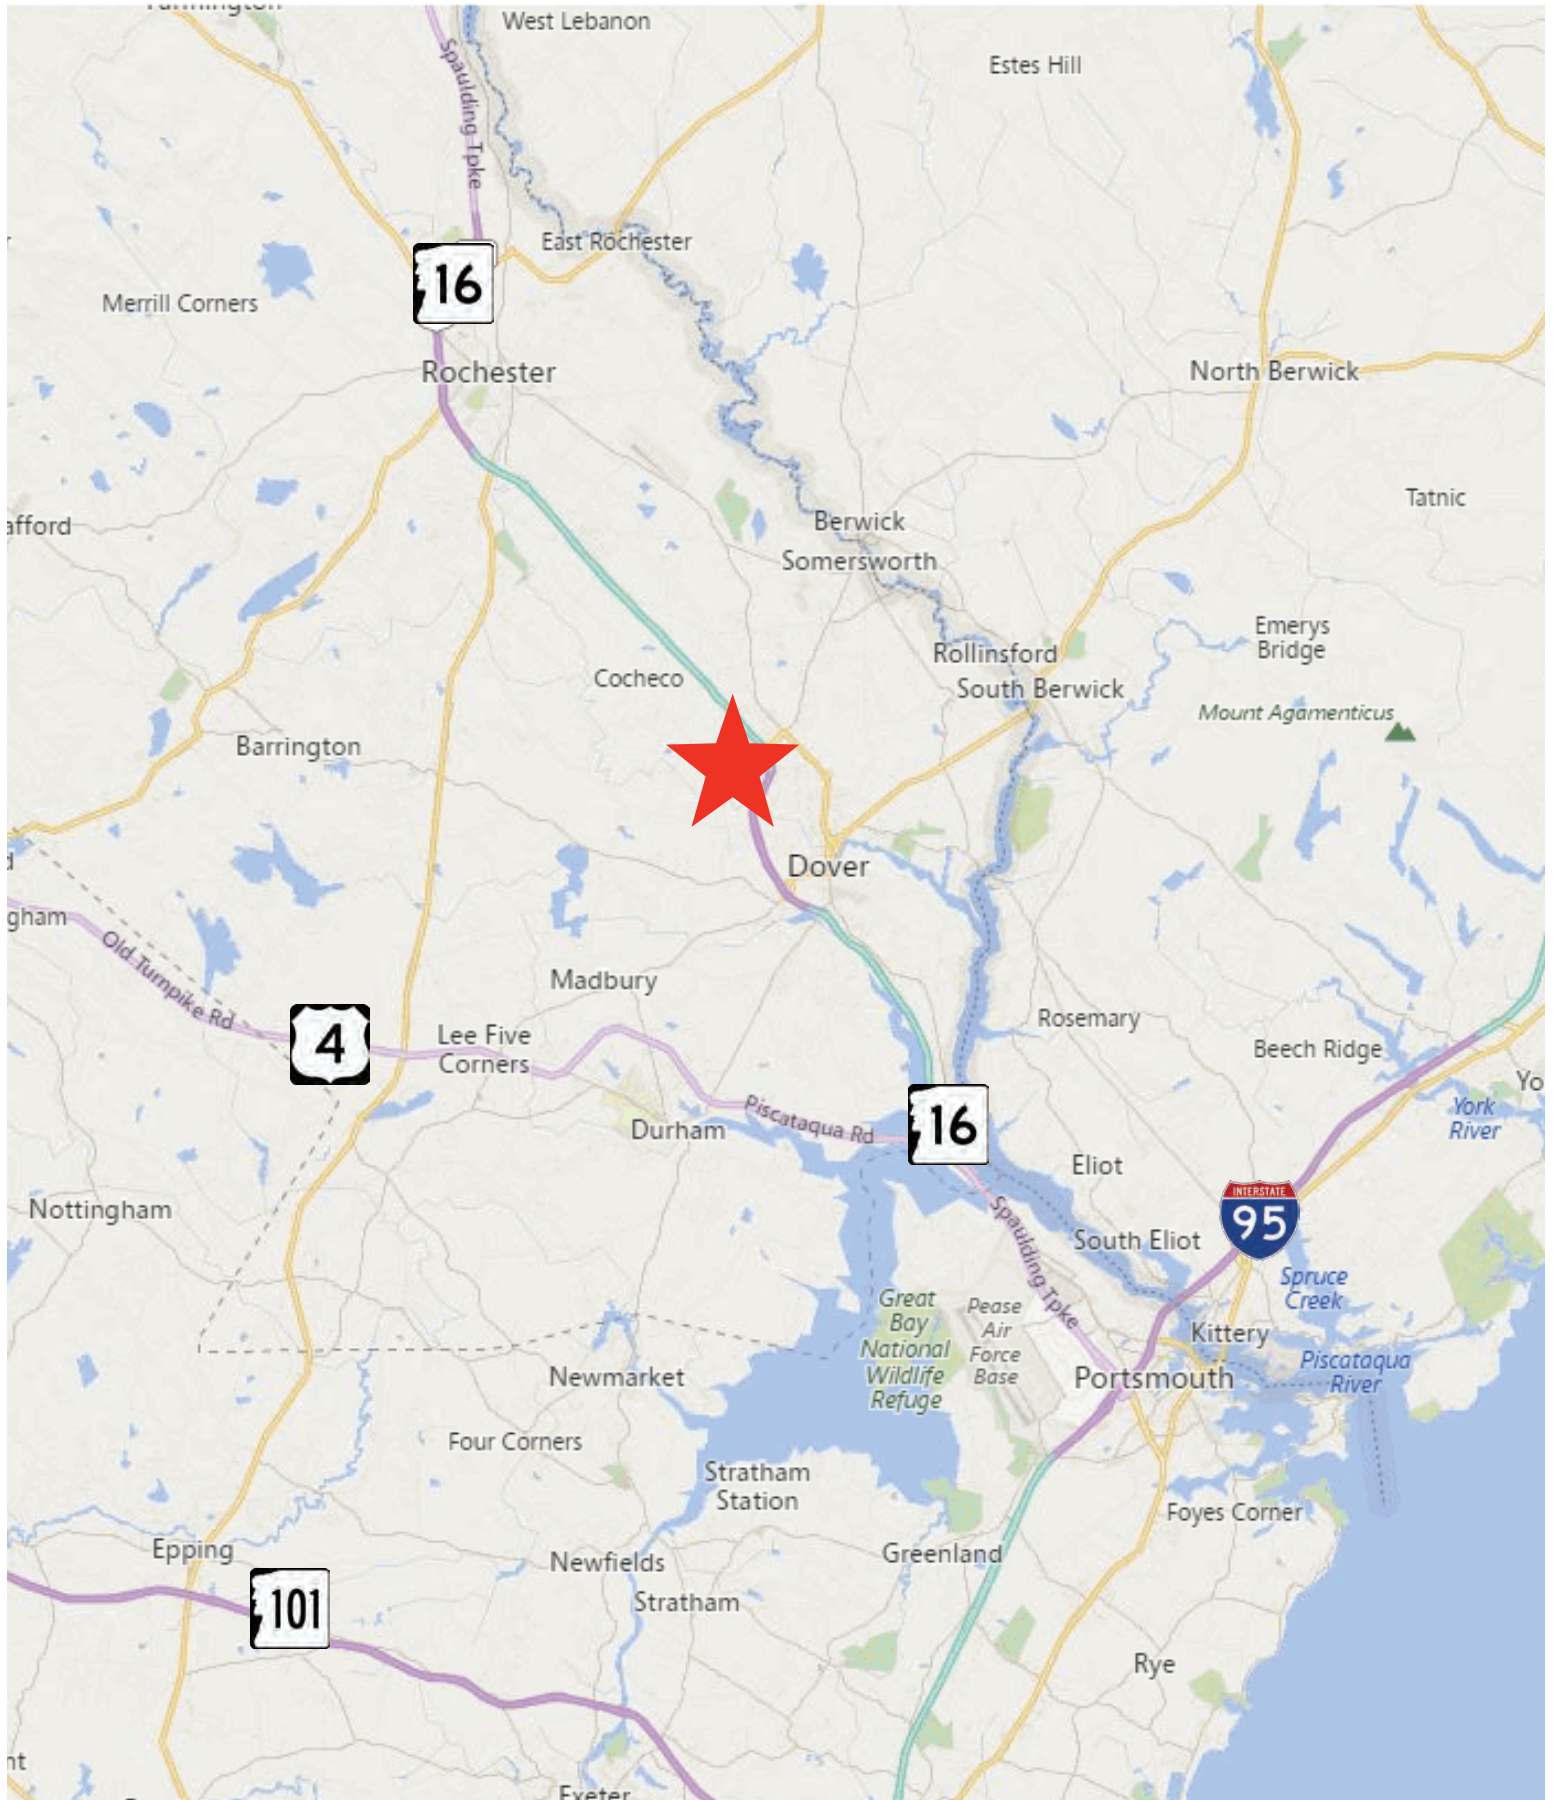 West Lebanon
Estes Hill
Spaulding Tpke
East Rochester
16
Merrill Corners
Rochester
North Berwick
Tatnic
Berwick
afford
Somersworth
Emerys
Bridge
Rollinsford
Cocheco
South Berwick
Mount Agamenticus
Barrington
Dover
gham
Old Turnpike Rd
Madbury
4
Lee Five
Corners
Rosemary
Beech Ridge
Yo
York
River
Piscataqua Rd
16
Durham
Eliot
INTERSTATE
95
Nottingham
Spaulding Tpke
South Eliot
Spruce
Creek
Great
Bay
National
Wildlife
Refuge
Pease
Air
Force
Base
Kittery
Piscataqua
River
Newmarket
Portsmouth
Four Corners
Stratham
Station
Foyes Corner
Epping
Newfields
Greenland
101
Stratham
Rye
nt
Exeter